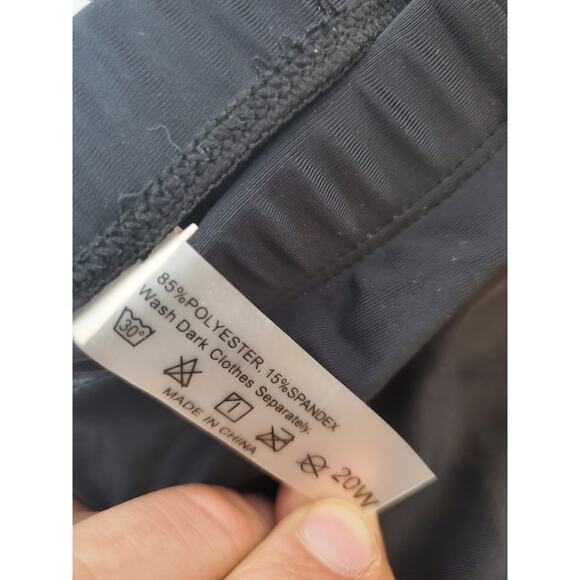 85%POLYESTER, 15%SPANDEX
Wash Dark Clothes Separately.
30°
20W
MADE IN CHINA